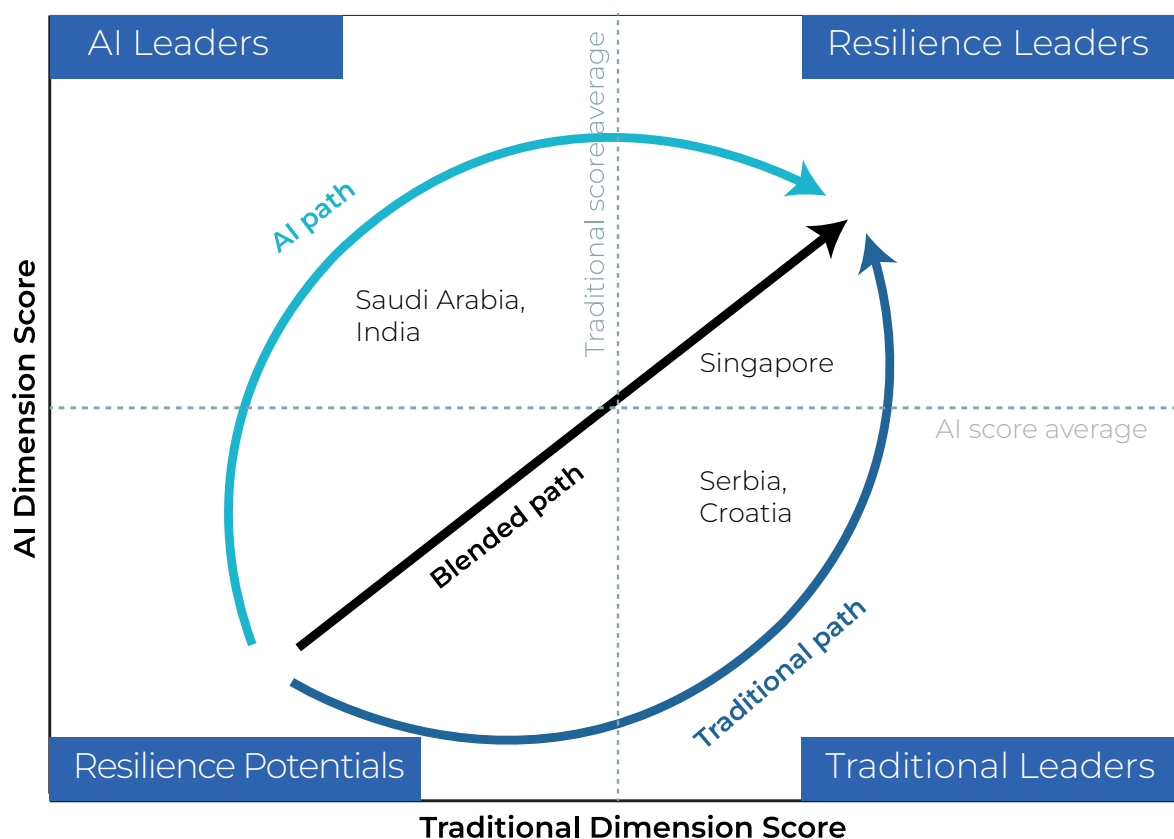 AI Leaders
Resilience Leaders
Traditional score average
AI path
Saudi Arabia,
India
Singapore
AI score average
AI Dimension Score
Blended path
Serbia,
Croatia
Traditional path
Resilience Potentials
Traditional Leaders
Traditional Dimension Score